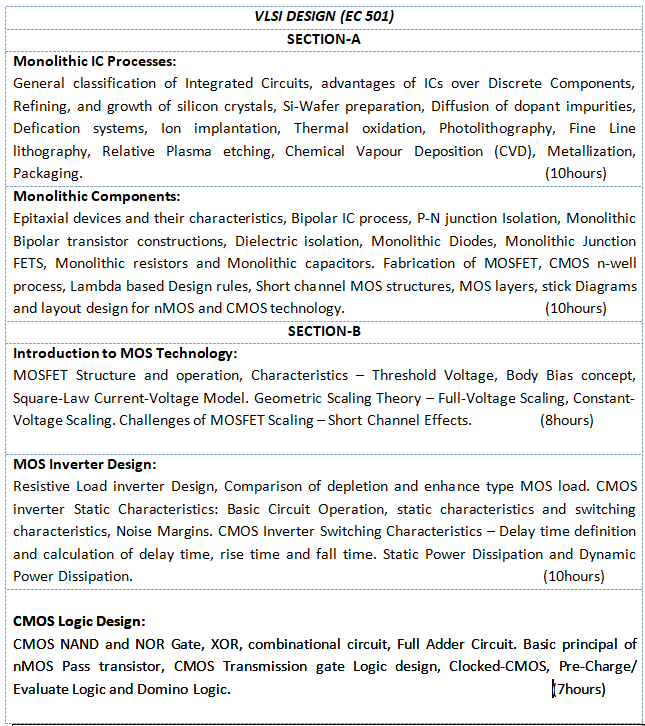 VLSI DESIGN (EC 501)
SECTION-A
Monolithic IC Processes:
General classification of Integrated Circuits, advantages of ICs over Discrete Components,
Refining, and growth of silicon crystals, Si-Wafer preparation, Diffusion of dopant impurities,
Defication systems, Ion implantation, Thermal oxidation, Photolithography, Fine Line
lithography, Relative Plasma etching, Chemical Vapour Deposition (CVD), Metallization,
Packaging. (10hours)
Monolithic Components:
Epitaxial devices and their characteristics, Bipolar IC process, P-N junction Isolation, Monolithic
Bipolar transistor constructions, Dielectric isolation, Monolithic Diodes, Monolithic Junction
FETS, Monolithic resistors and Monolithic capacitors. Fabrication of MOSFET, CMOS n-well
process, Lambda based Design rules, Short channel MOS structures, MOS layers, stick Diagrams
and layout design for nMOS and CMOS technology. (10hours)
SECTION-B
Introduction to MOS Technology:
MOSFET Structure and operation, Characteristics – Threshold Voltage, Body Bias concept,
Square-Law Current-Voltage Model. Geometric Scaling Theory – Full-Voltage Scaling, Constant-
Voltage Scaling. Challenges of MOSFET Scaling – Short Channel Effects. (8hours)
MOS Inverter Design:
Resistive Load inverter Design, Comparison of depletion and enhance type MOS load. CMOS
inverter Static Characteristics: Basic Circuit Operation, static characteristics and switching
characteristics, Noise Margins. CMOS Inverter Switching Characteristics – Delay time definition
and calculation of delay time, rise time and fall time. Static Power Dissipation and Dynamic
Power Dissipation. (10hours)
CMOS Logic Design:
CMOS NAND and NOR Gate, XOR, combinational circuit, Full Adder Circuit. Basic principal of
nMOS Pass transistor, CMOS Transmission gate Logic design, Clocked-CMOS, Pre-Charge/
Evaluate Logic and Domino Logic. (7hours)